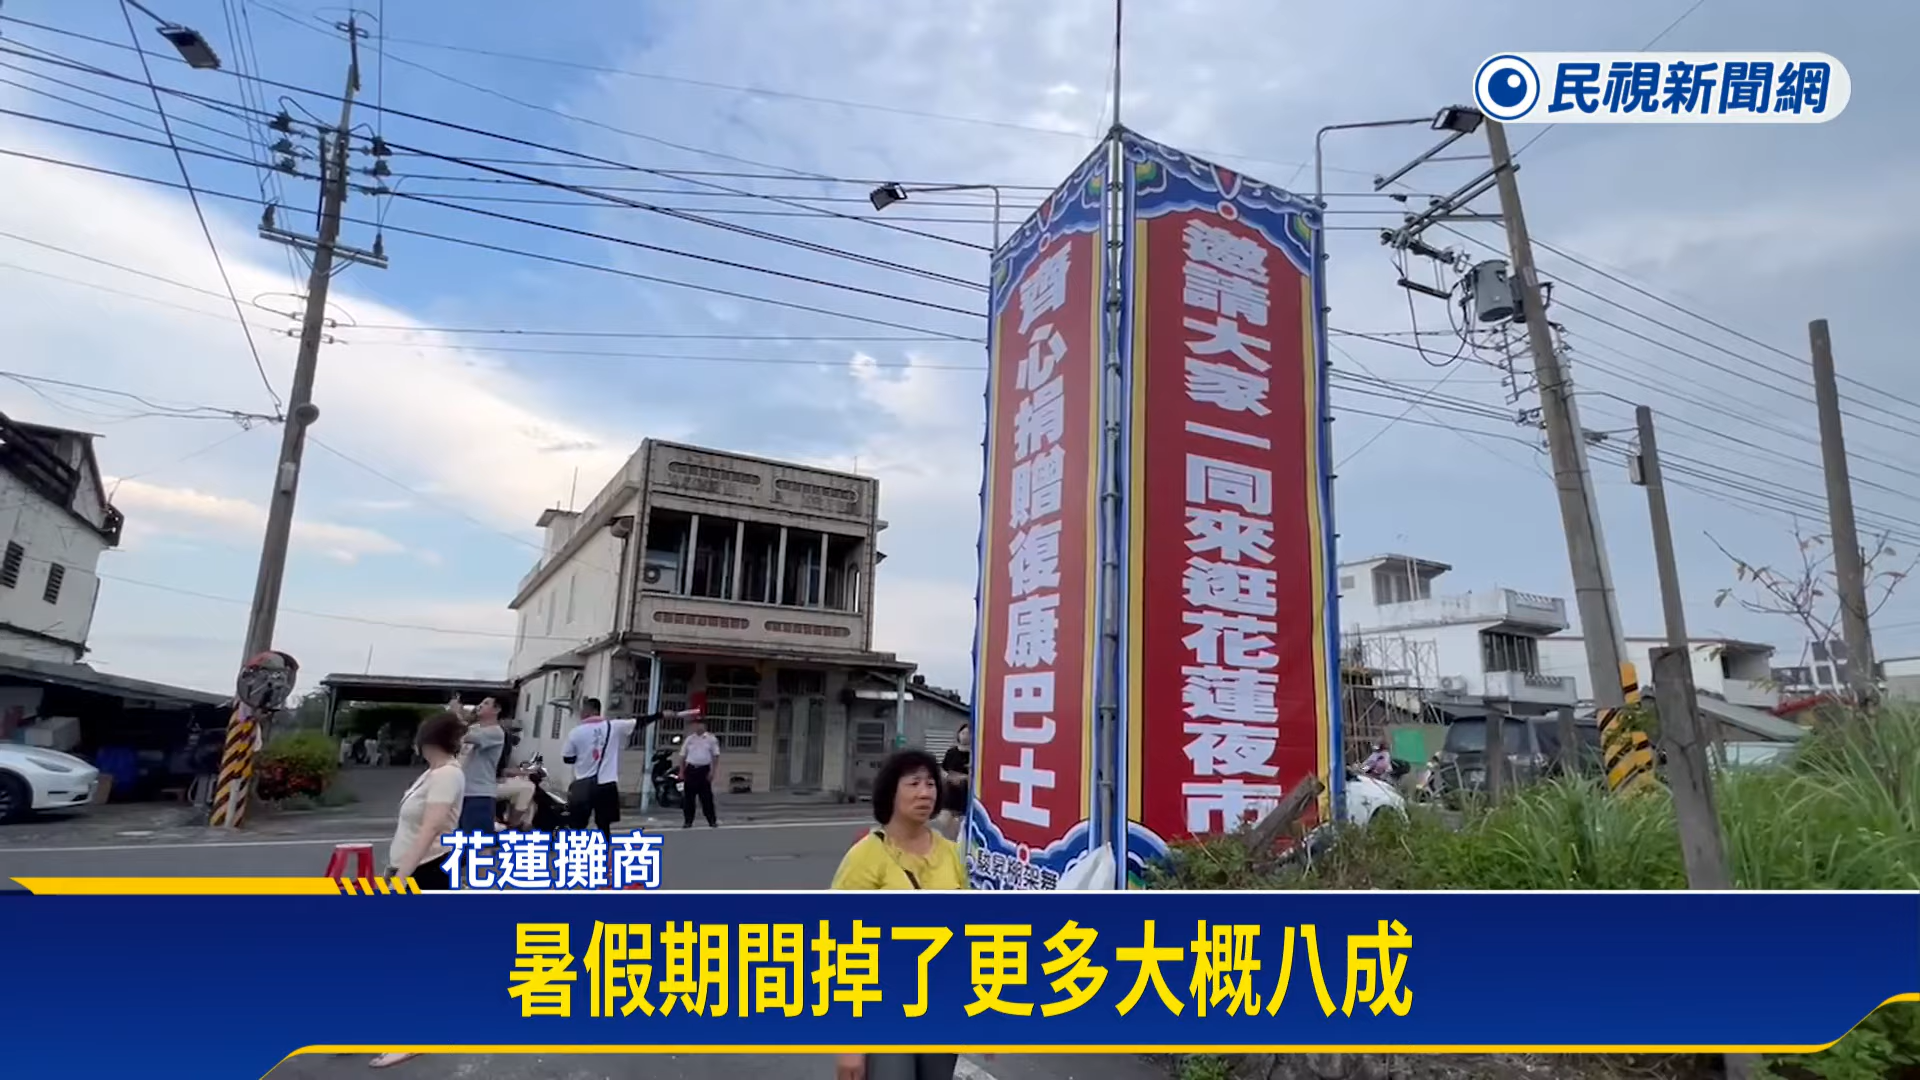 民視新聞網
齊心捐贈復康巴士
邀請大家一同來逛花蓮夜市
花蓮攤商
暑假期間掉了更多大概八成